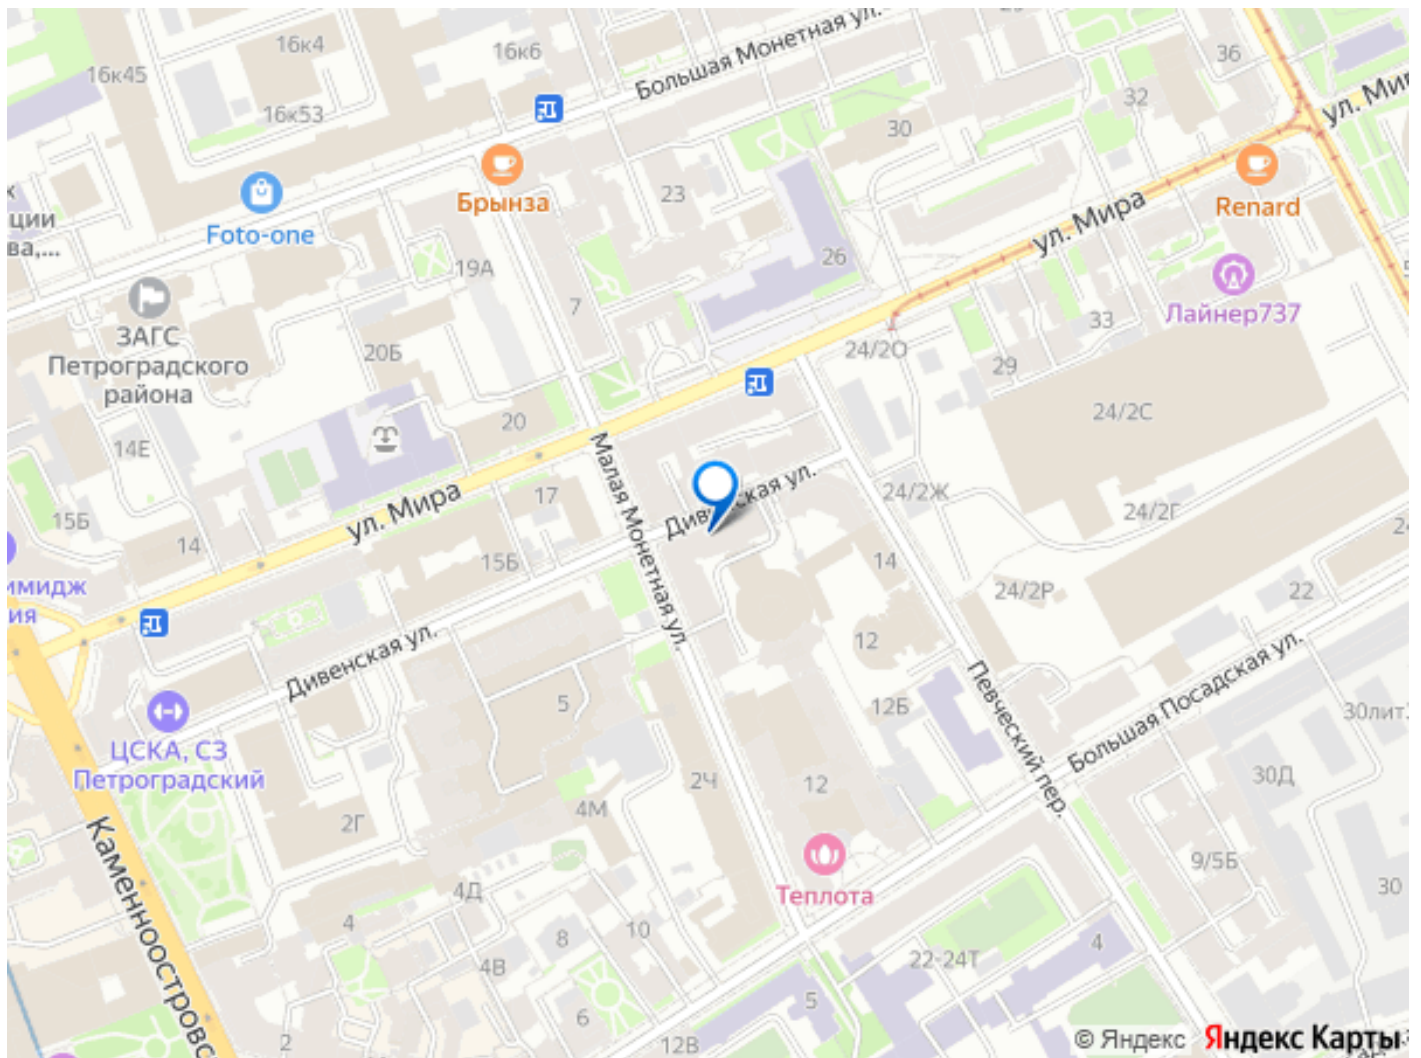 16к4
16к6
Большая Монетная ул.
36
16к45
ул. Мир
32
16к53
30
Брынза
23
Renard
ции
ва,...
Foto-one
ул. Мира
19А
26
7
Лайнер737
ЗАГС
Петроградского
района
20Б
24/2О
33
29
24/2С
20
14Е
Малая Монетная ул.
17
ул. Мира
Дивенская ул.
24/2Ж
24/2Г
15Б
14
15Б
14
имидж
ия
24/2Р
22
12
Дивенская ул.
Певческий пер.
Большая Посадская ул.
5
12Б
30лит
ЦСКА, СЗ
Петроградский
2Ч
12
30Д
2Г
4М
Каменноостровс
9/5Б
Теплота
4Д
30
4
10
8
4
22-24Т
4В
5
6
2
12В
© Яндекс Яндекс Карты